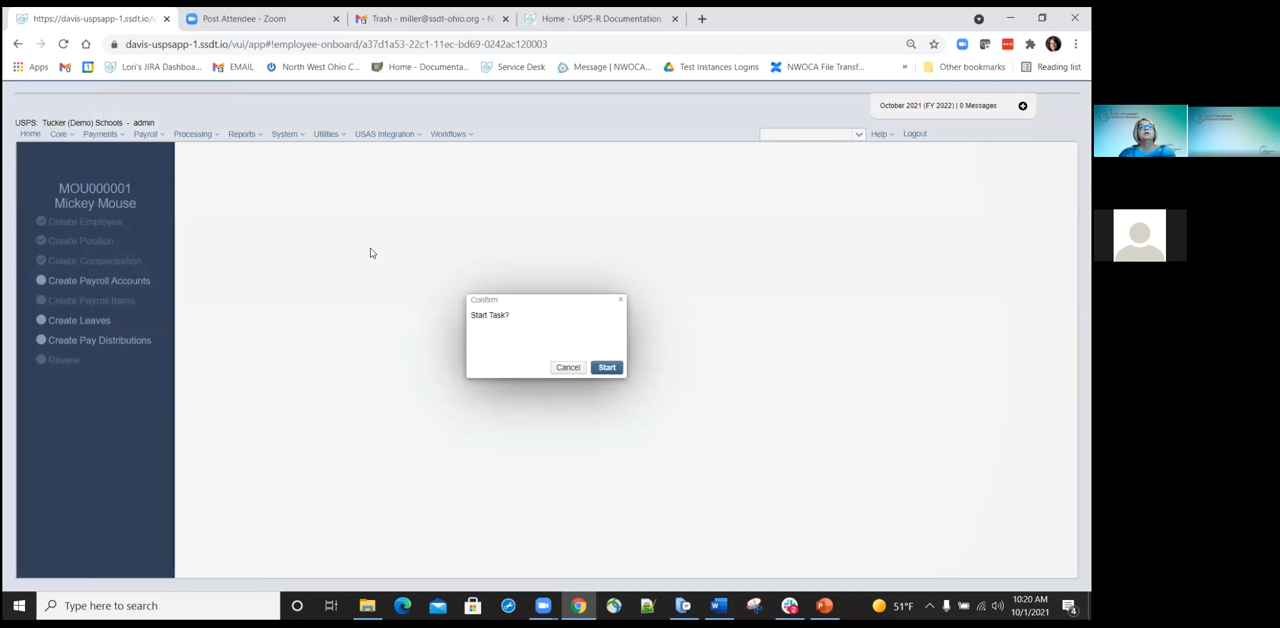 https://davis-uspsapp-1.ssdt.io/v
Post Attendee - Zoom
Trash - miller@ssdt-ohio.org - N
Home - USPS-R Documentation
davis-uspsapp-1.ssdt.io/vui/app#!employee-onboard/a37d1a53-22c1-11ec-bd69-0242ac120003
Apps
Lori's JIRA Dashboa...
EMAIL
North West Ohio C...
Home - Documenta...
Service Desk
Message | NWOCA...
Test Instances Logins
NWOCA File Transf...
»
Other bookmarks
Reading list
October 2021 (FY 2022) | 0 Messages
USPS: Tucker (Demo) Schools - admin
Home Core Payments Payroll Processing Reports System Utilities USAS Integration Workflows
Help Logout
MOU000001
Mickey Mouse
Create Employee
Create Position
Create Compensation
Create Payroll Accounts
Create Payroll Items
Create Leaves
Create Pay Distributions
Review
Confirm
Start Task?
Cancel Start
Type here to search
51°F
10:20 AM
10/1/2021
4